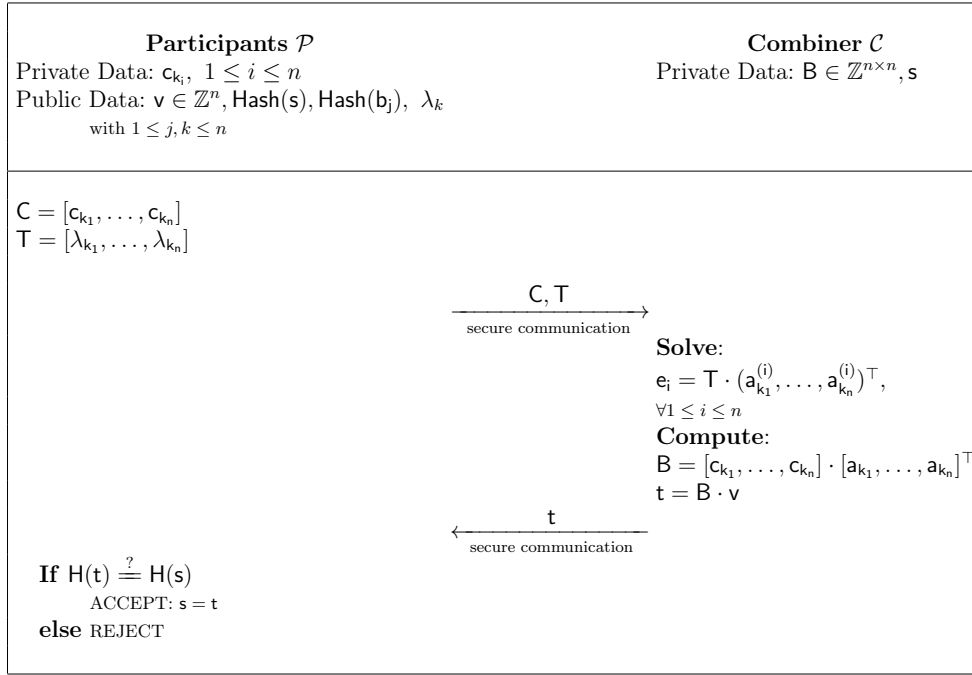 Participants 𝒫
Private Data: c_{k_i}, 1 ≤ i ≤ n
Public Data: v ∈ ℤ^n, Hash(s), Hash(b_j), λ_k
with 1 ≤ j, k ≤ n
Combiner 𝒞
Private Data: B ∈ ℤ^{n×n}, s
C = [c_{k_1}, . . . , c_{k_n}]
T = [λ_{k_1}, . . . , λ_{k_n}]
C, T
secure communication
Solve:
e_i = T · (a_{k_1}^{(i)}, . . . , a_{k_n}^{(i)})^⊤,
∀1 ≤ i ≤ n
Compute:
B = [c_{k_1}, . . . , c_{k_n}] · [a_{k_1}, . . . , a_{k_n}]^⊤
t = B · v
t
secure communication
If H(t) =^? H(s)
ACCEPT: s = t
else REJECT